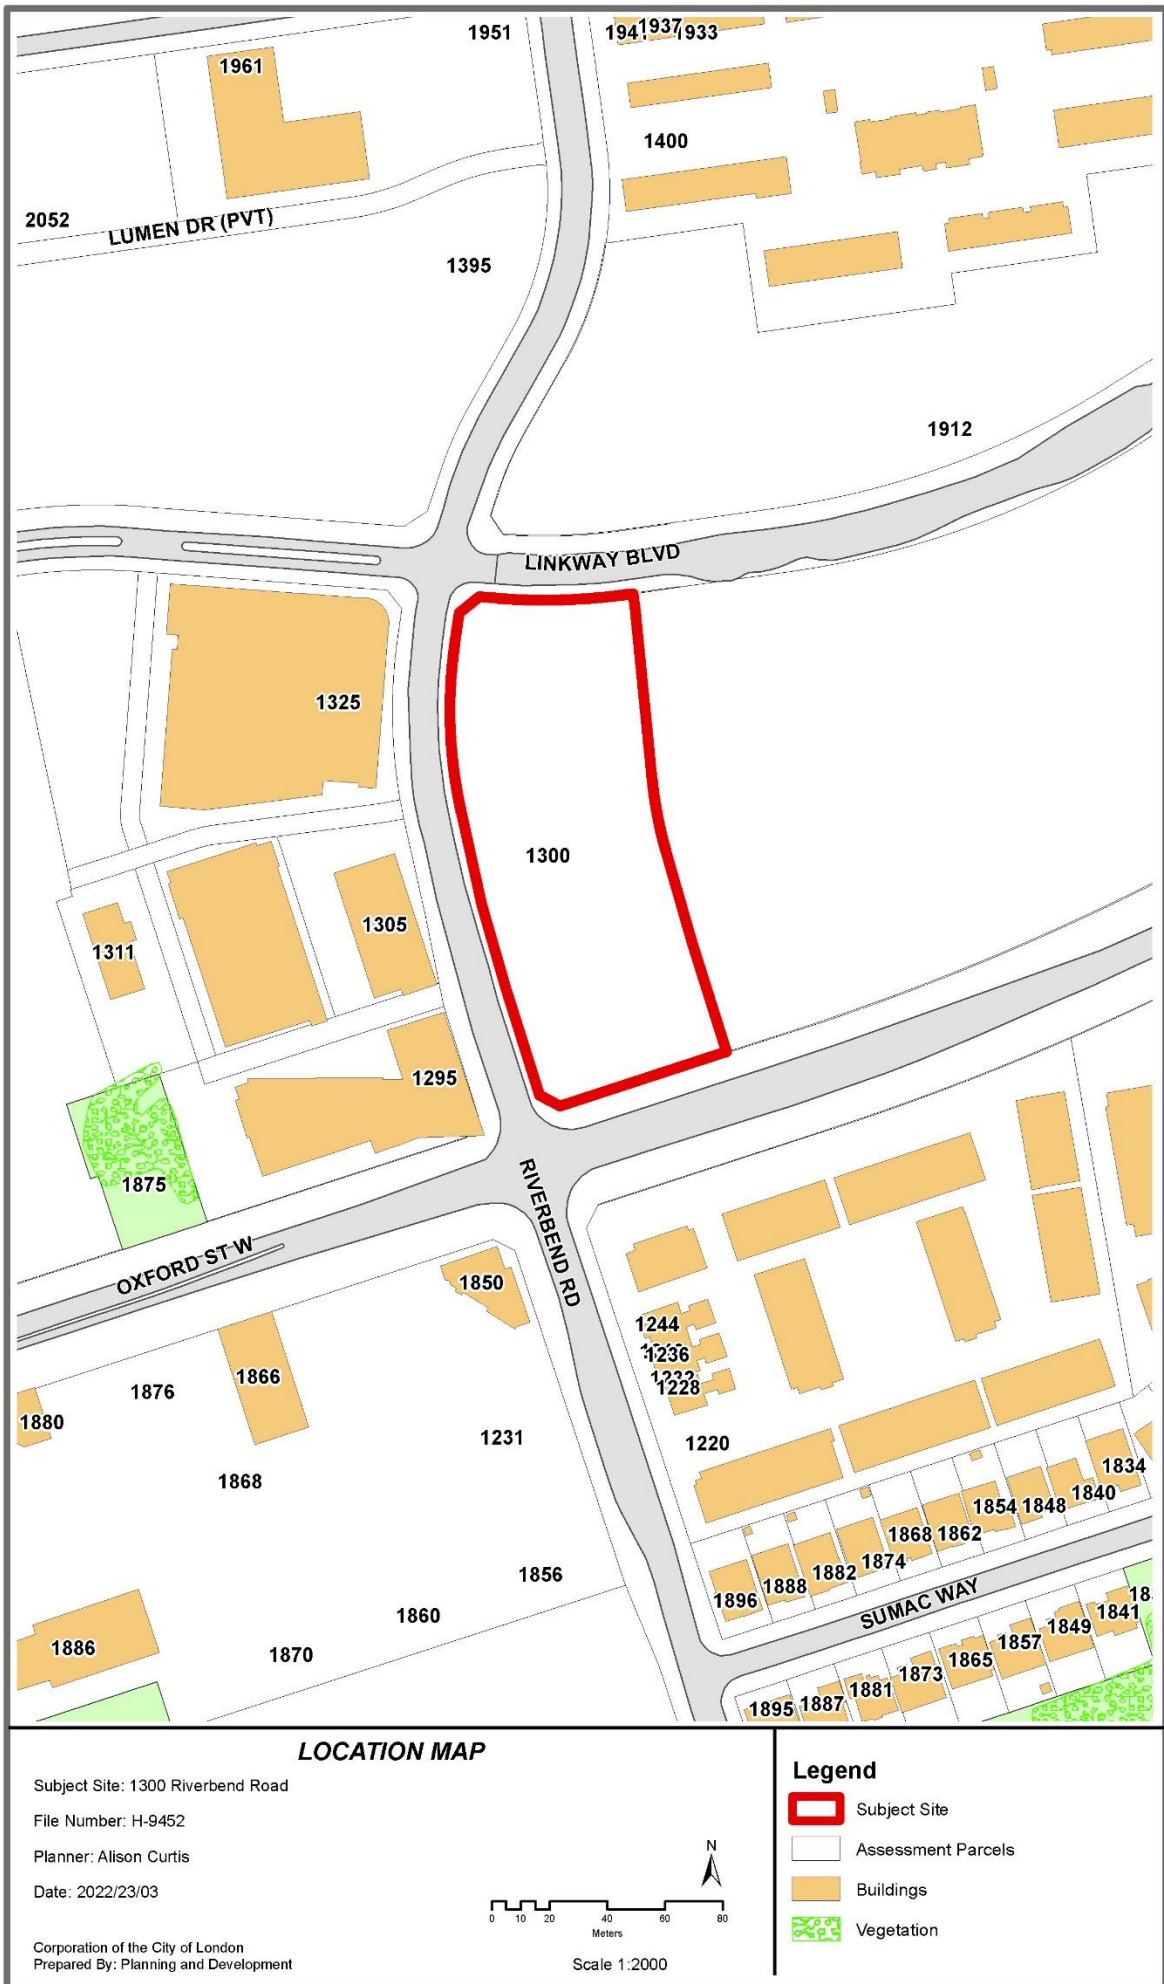 1951
1937
1933
1961
1400
2052
LUMEN DR (PVT)
1395
1912
LINKWAY BLVD
1325
1300
1305
1311
1295
1875
RIVERBEND RD
OXFORD ST W
1850
1244
1236
1228
1866
1876
1880
1231
1220
1868
1834
1840
1848
1854
1862
1868
1874
1882
1888
1896
1856
SUMAC WAY
1860
1841
1849
1857
1865
1873
1881
1887
1895
1886
1870
LOCATION MAP
Subject Site: 1300 Riverbend Road
File Number: H-9452
Planner: Alison Curtis
Date: 2022/23/03
Corporation of the City of London
Prepared By: Planning and Development
N
0 10 20 40 60 80
Meters
Scale 1:2000
Legend
Subject Site
Assessment Parcels
Buildings
Vegetation